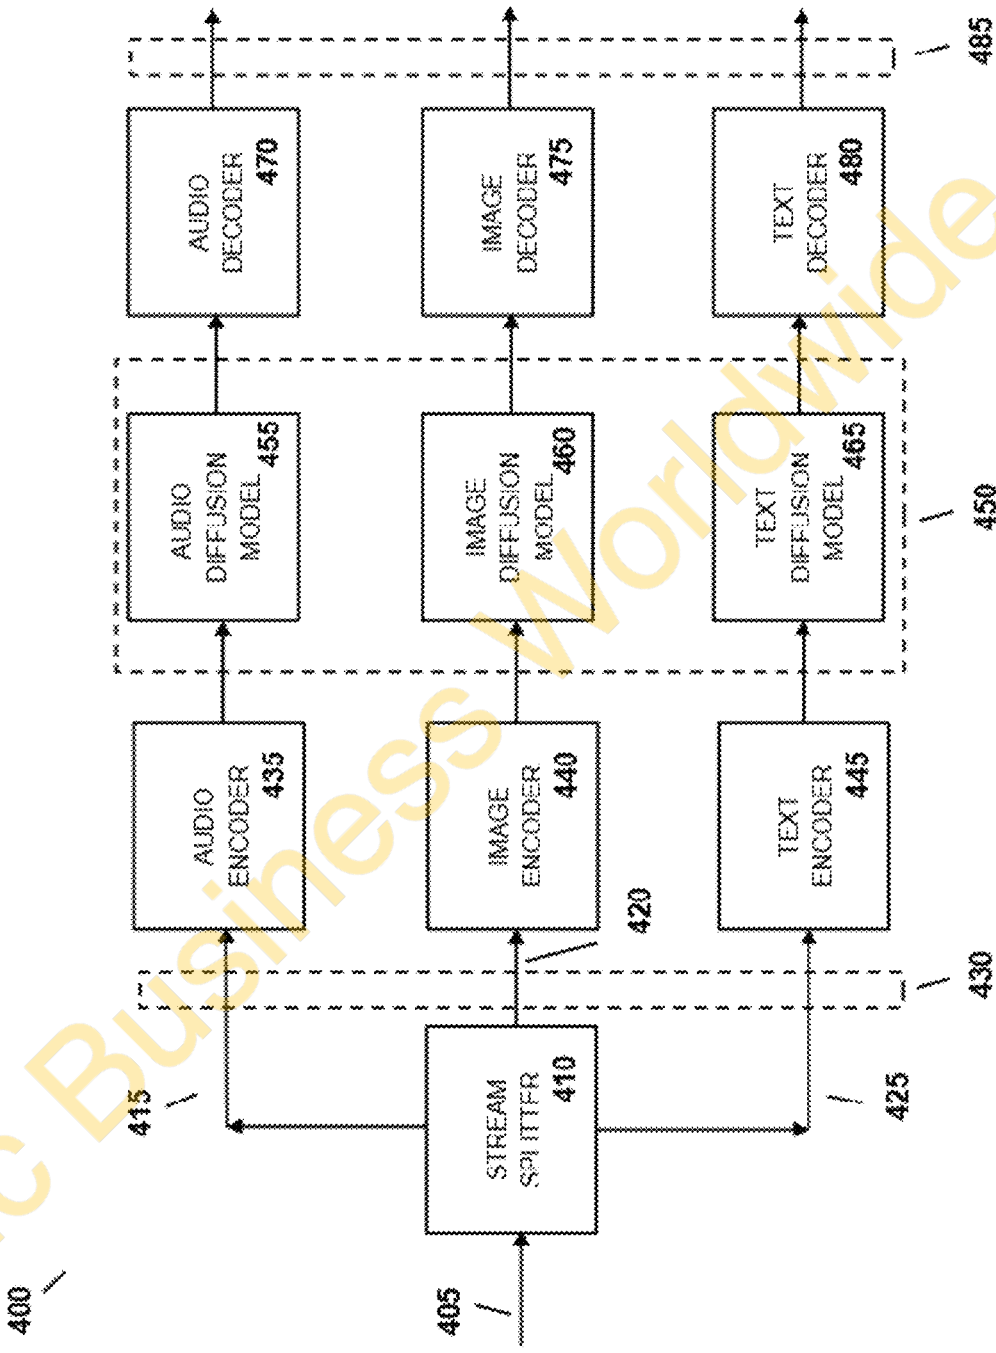 400
405
STREAM
SPLITTER
410
415
420
425
430
AUDIO
ENCODER
435
IMAGE
ENCODER
440
TEXT
ENCODER
445
AUDIO
DIFFUSION
MODEL
455
IMAGE
DIFFUSION
MODEL
460
TEXT
DIFFUSION
MODEL
465
450
AUDIO
DECODER
470
IMAGE
DECODER
475
TEXT
DECODER
480
485
c Business Worldwide